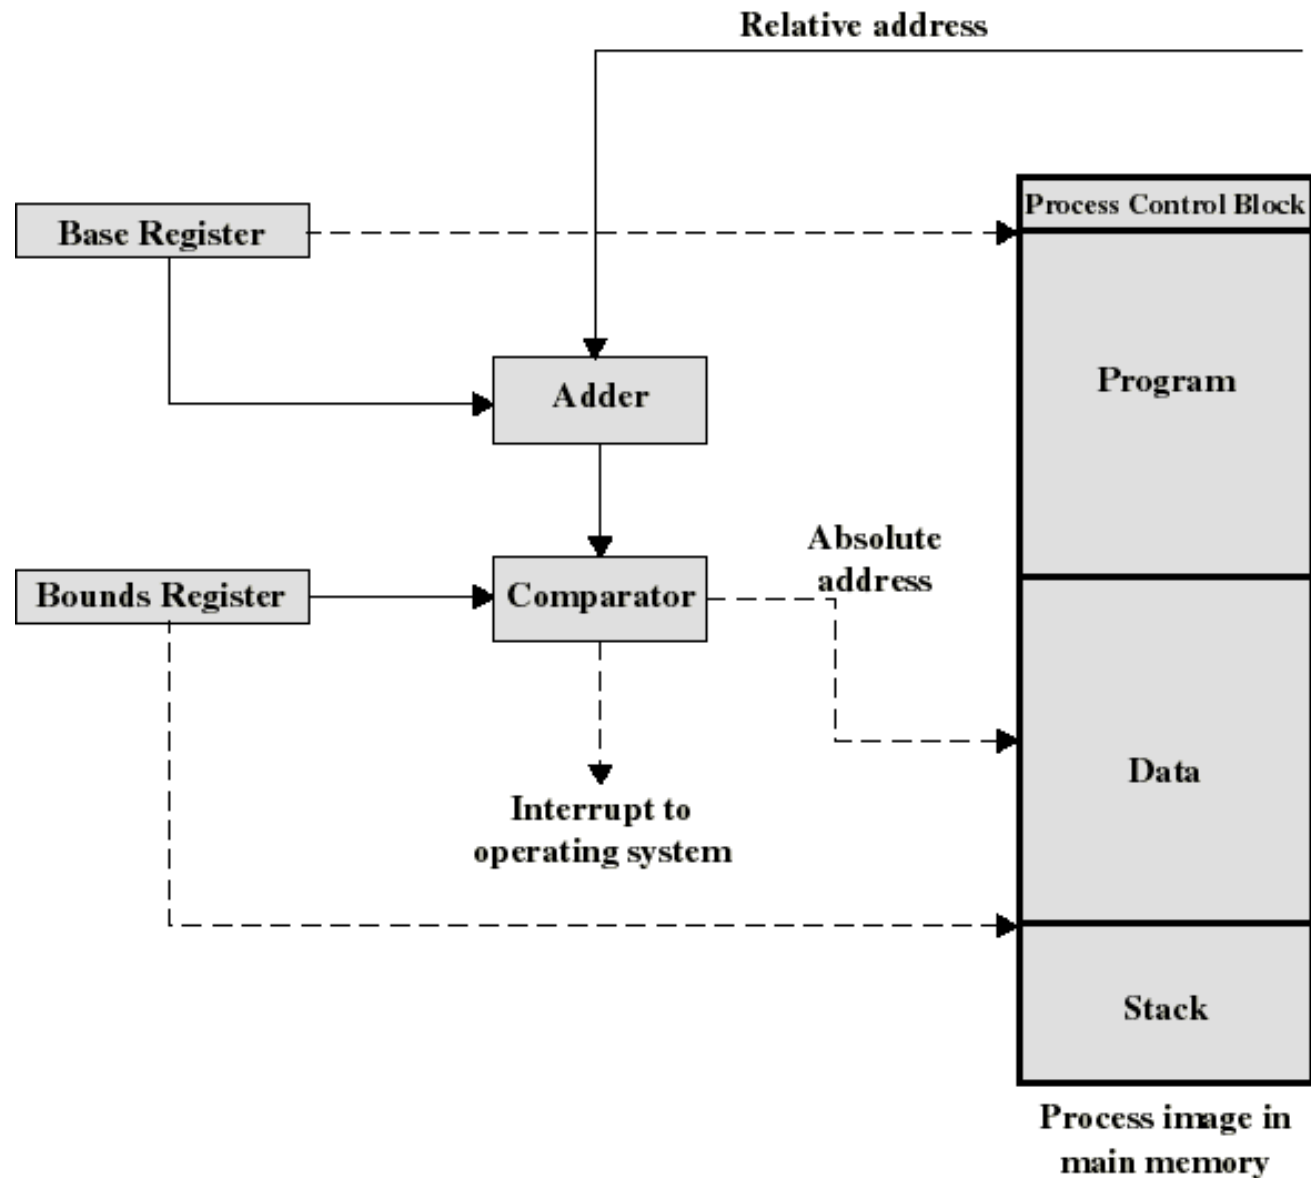 Relative address
Process Control Block
Base Register
Program
Adder
Absolute
address
Bounds Register
Comparator
Data
Interrupt to
operating system
Stack
Process image in
main memory